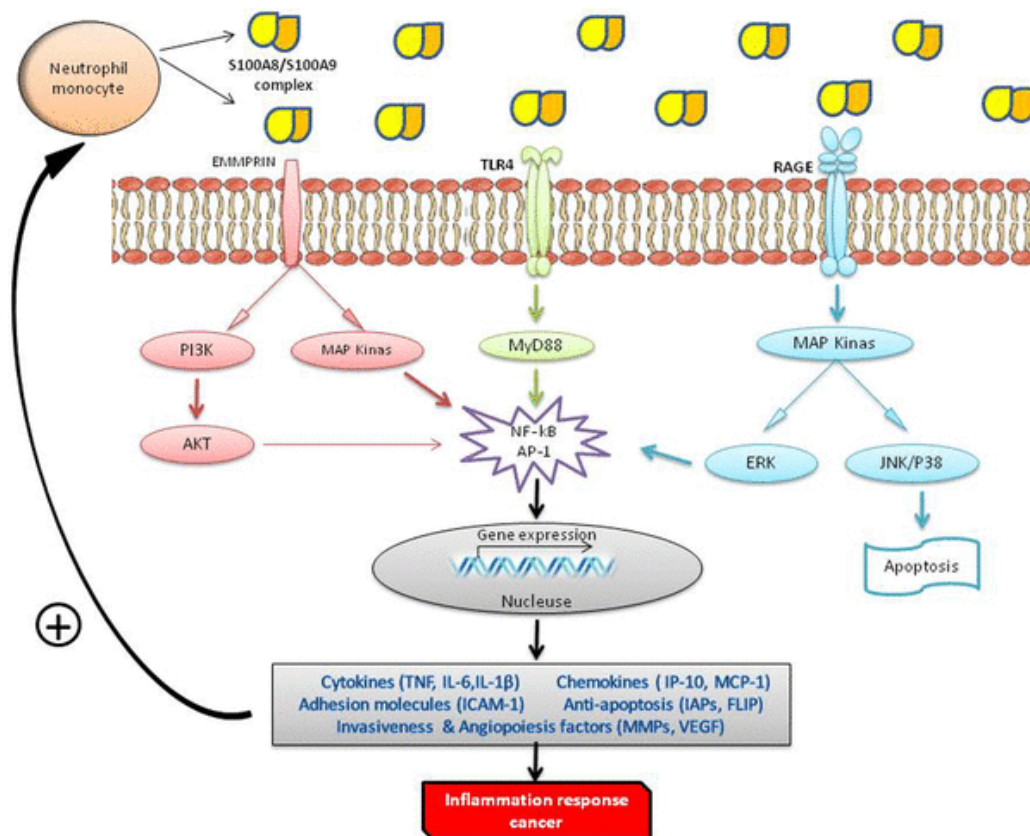 Neutrophil
monocyte
S100A8/S100A9
complex
EMMPRIN
TLR4
RAGE
PI3K
MAP Kinas
MyD88
MAP Kinas
AKT
NF-kB
AP-1
ERK
JNK/P38
Gene expression
Apoptosis
Nucleuse
+
Cytokines (TNF, IL-6,IL-1β) Chemokines ( IP-10, MCP-1)
Adhesion molecules (ICAM-1) Anti-apoptosis (IAPs, FLIP)
Invasiveness & Angiopoiesis factors (MMPs, VEGF)
Inflammation response
cancer